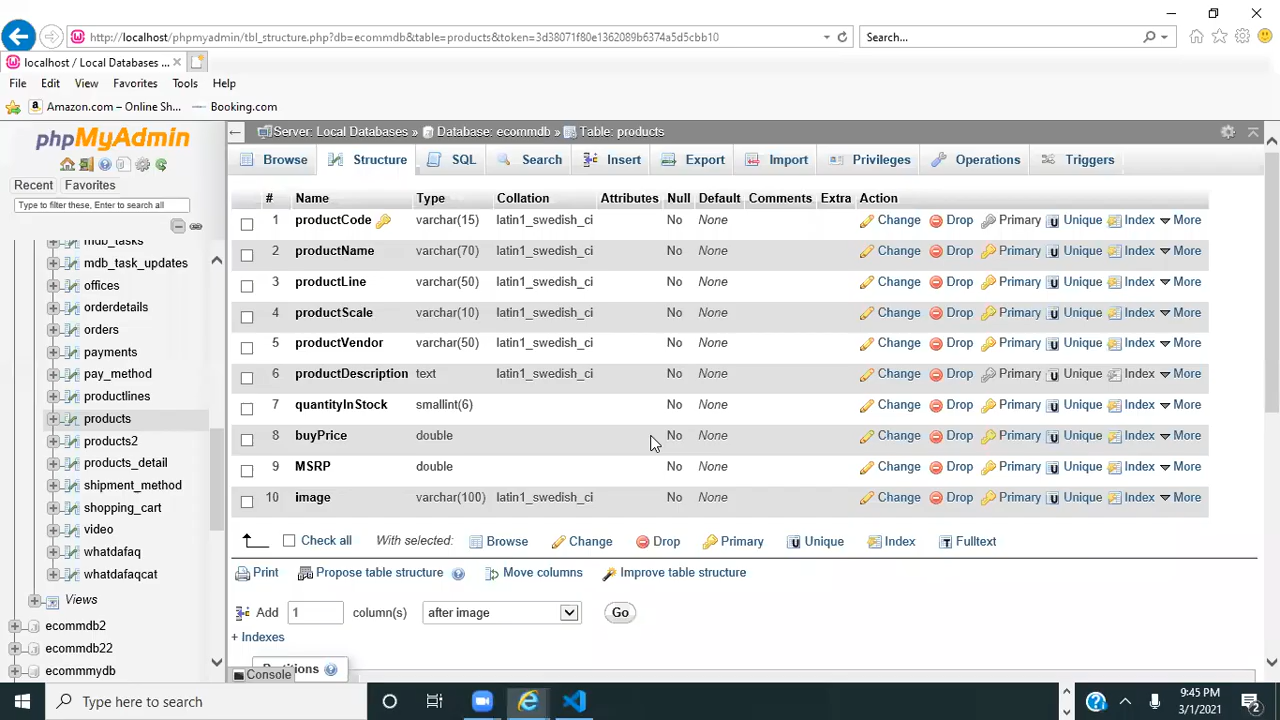 http://localhost/phpmyadmin/tbl_structure.php?db=ecommdb&table=products&token=3d38071f80e1362089b6374a5d5cbb10
Search...
localhost / Local Databases ...
File Edit View Favorites Tools Help
Amazon.com – Online Sh... Booking.com
phpMyAdmin
Server: Local Databases » Database: ecommdb » Table: products
Browse Structure SQL Search Insert Export Import Privileges Operations Triggers
Recent Favorites
Type to filter these, Enter to search all
mdb_tasks
mdb_task_updates
offices
orderdetails
orders
payments
pay_method
productlines
products
products2
products_detail
shipment_method
shopping_cart
video
whatdafaq
whatdafaqcat
Views
ecommdb2
ecommdb22
ecommmydb
# Name Type Collation Attributes Null Default Comments Extra Action
1 productCode varchar(15) latin1_swedish_ci No None Change Drop Primary Unique Index More
2 productName varchar(70) latin1_swedish_ci No None Change Drop Primary Unique Index More
3 productLine varchar(50) latin1_swedish_ci No None Change Drop Primary Unique Index More
4 productScale varchar(10) latin1_swedish_ci No None Change Drop Primary Unique Index More
5 productVendor varchar(50) latin1_swedish_ci No None Change Drop Primary Unique Index More
6 productDescription text latin1_swedish_ci No None Change Drop Primary Unique Index More
7 quantityInStock smallint(6) No None Change Drop Primary Unique Index More
8 buyPrice double No None Change Drop Primary Unique Index More
9 MSRP double No None Change Drop Primary Unique Index More
10 image varchar(100) latin1_swedish_ci No None Change Drop Primary Unique Index More
Check all With selected: Browse Change Drop Primary Unique Index Fulltext
Print Propose table structure Move columns Improve table structure
Add 1 column(s) after image Go
+ Indexes
Partitions
Console
Type here to search
9:45 PM
3/1/2021
2